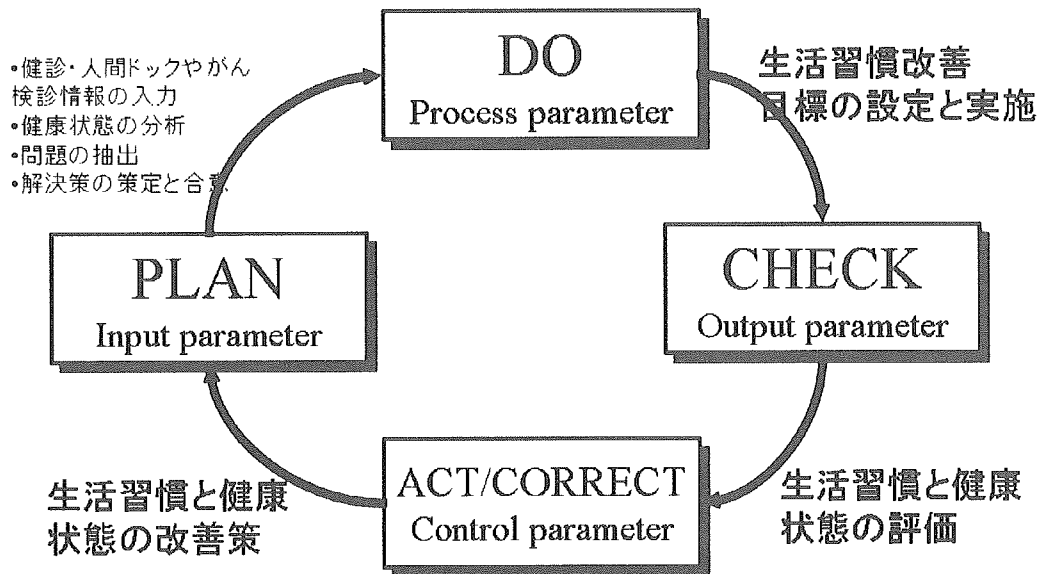 DO
Process parameter
•健診・人間ドックやがん
検診情報の入力
•健康状態の分析
•問題の抽出
•解決策の策定と合意
生活習慣改善
目標の設定と実施
PLAN
Input parameter
CHECK
Output parameter
ACT/CORRECT
Control parameter
生活習慣と健康
状態の改善策
生活習慣と健康
状態の評価